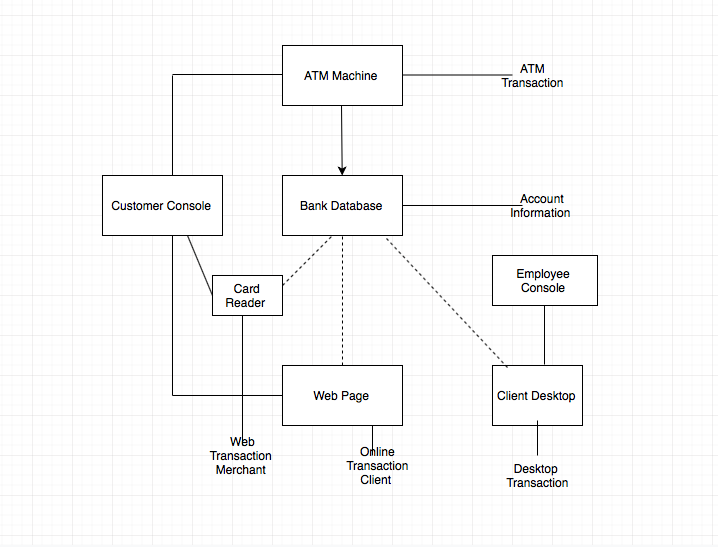 ATM Machine
ATM
Transaction
Customer Console
Bank Database
Account
Information
Employee
Console
Card
Reader
Web Page
Client Desktop
Web
Transaction
Merchant
Online
Transaction
Client
Desktop
Transaction